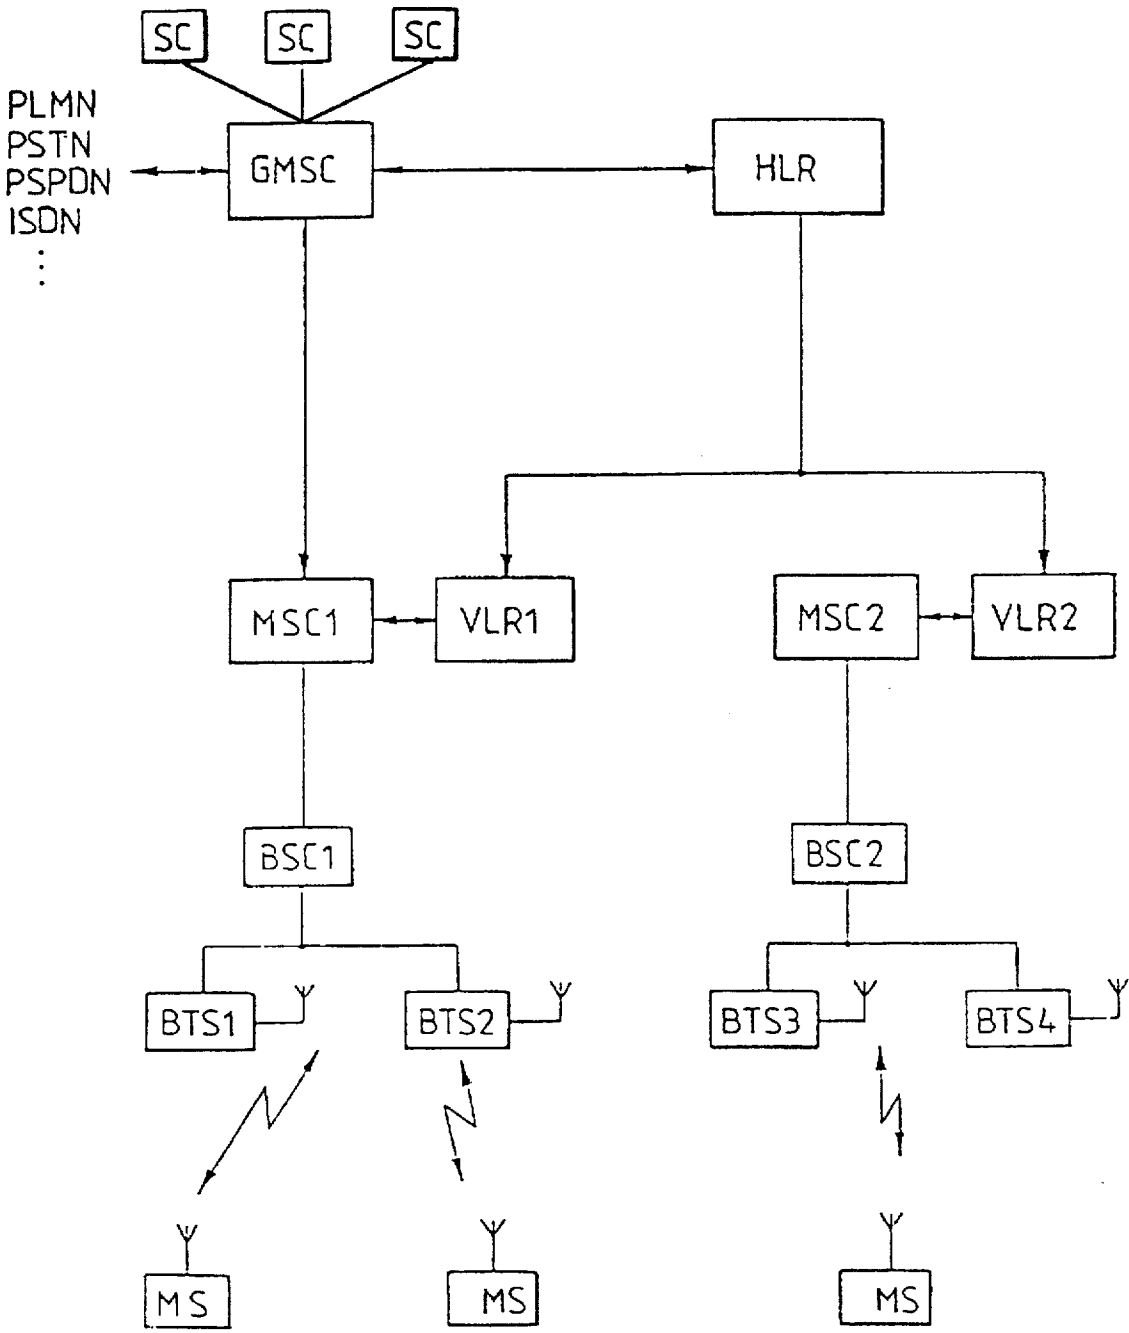 SC
SC
SC
PLMN
PSTN
PSPDN
ISDN
GMSC
HLR
MSC1
VLR1
MSC2
VLR2
BSC1
BSC2
BTS1
BTS2
BTS3
BTS4
MS
MS
MS